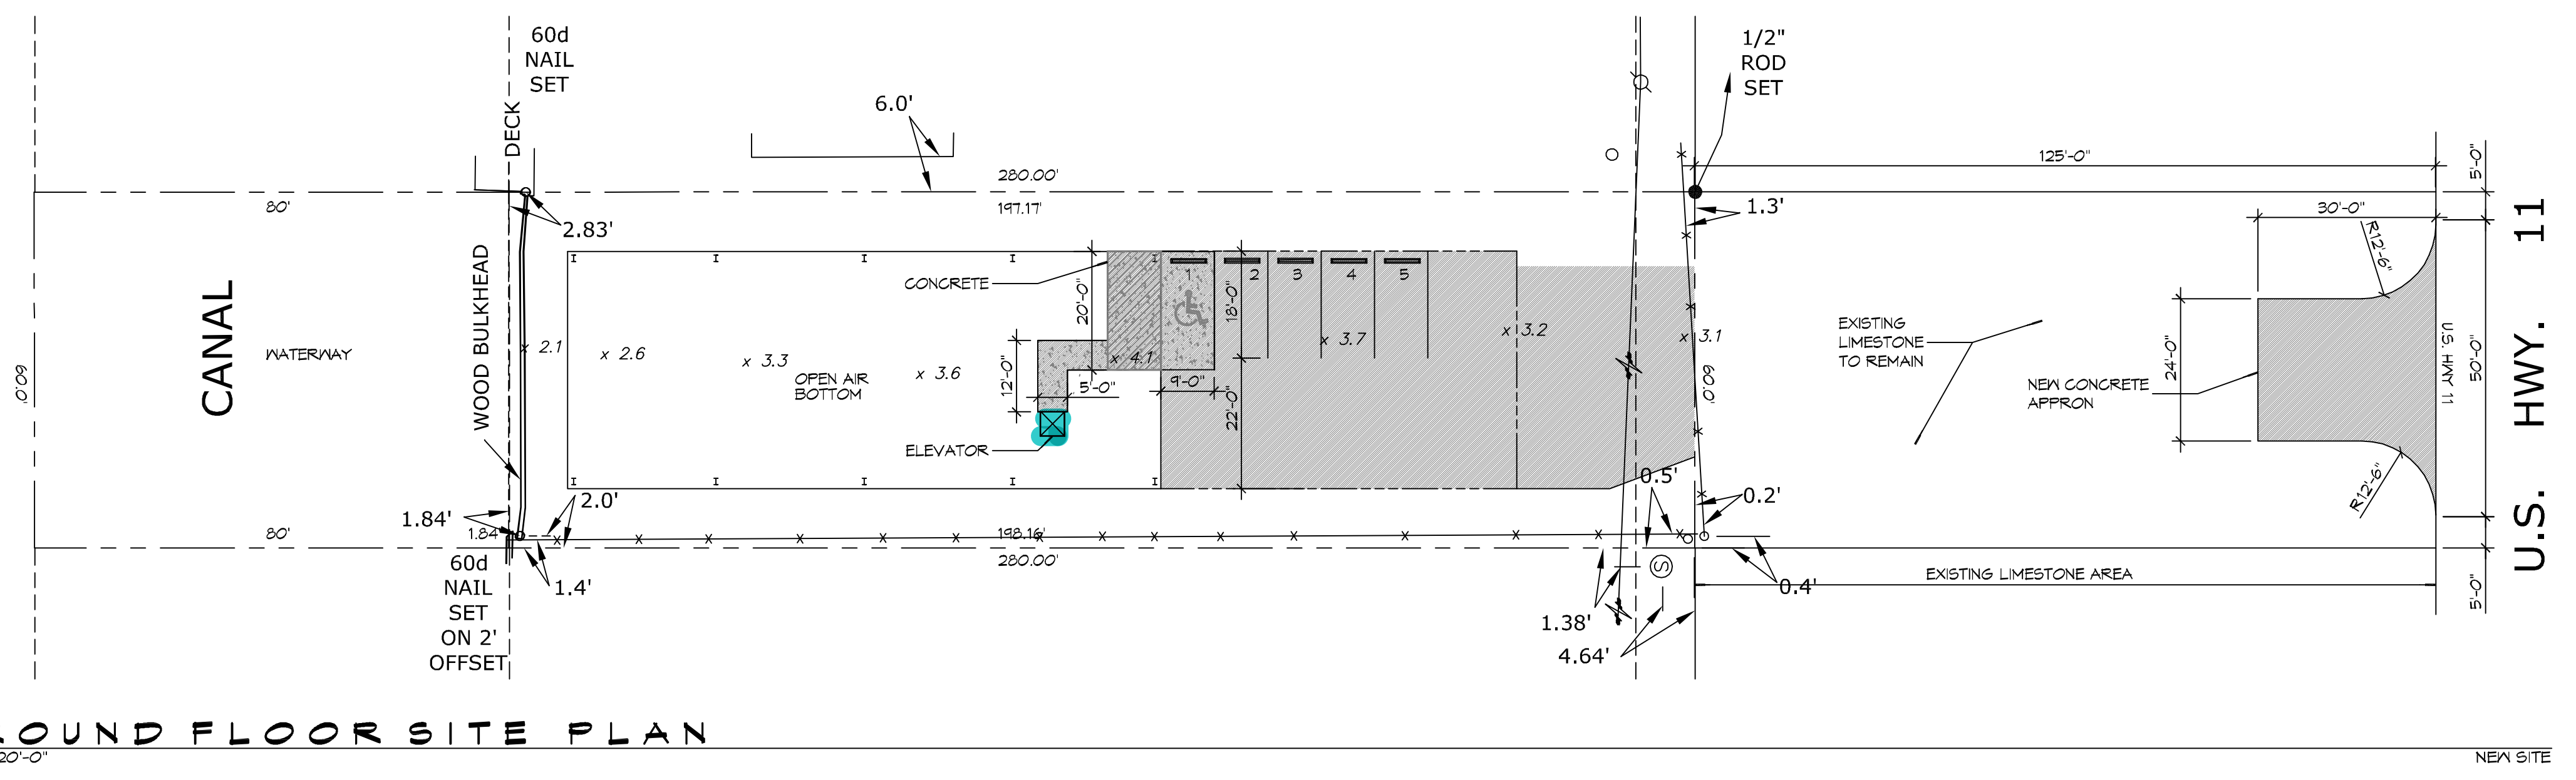 60d
NAIL
SET
DECK
6.0'
1/2"
ROD
SET
125'-0"
5'-0"
280.00'
197.17'
80'
2.83'
1.3'
30'-0"
R12'-6"
CANAL
WATERWAY
60.0'
WOOD BULKHEAD
CONCRETE
20'-0"
18'-0"
1
2
3
4
5
x 2.1
x 2.6
x 3.3
x 3.6
x 4.1
x 3.7
x 3.2
x 3.1
OPEN AIR
BOTTOM
12'-0"
5'-0"
9'-0"
22'-0"
ELEVATOR
60.0'
EXISTING
LIMESTONE
TO REMAIN
NEW CONCRETE
APPRON
24'-0"
U.S. HWY 11
50'-0"
U.S. HWY. 11
R12'-6"
0.5'
0.2'
2.0'
1.84'
1.84'
80'
198.16'
280.00'
60d
NAIL
SET
ON 2'
OFFSET
1.4'
S
1.38'
4.64'
0.4'
EXISTING LIMESTONE AREA
5'-0"
OUND FLOOR SITE PLAN
20'-0"
NEW SITE